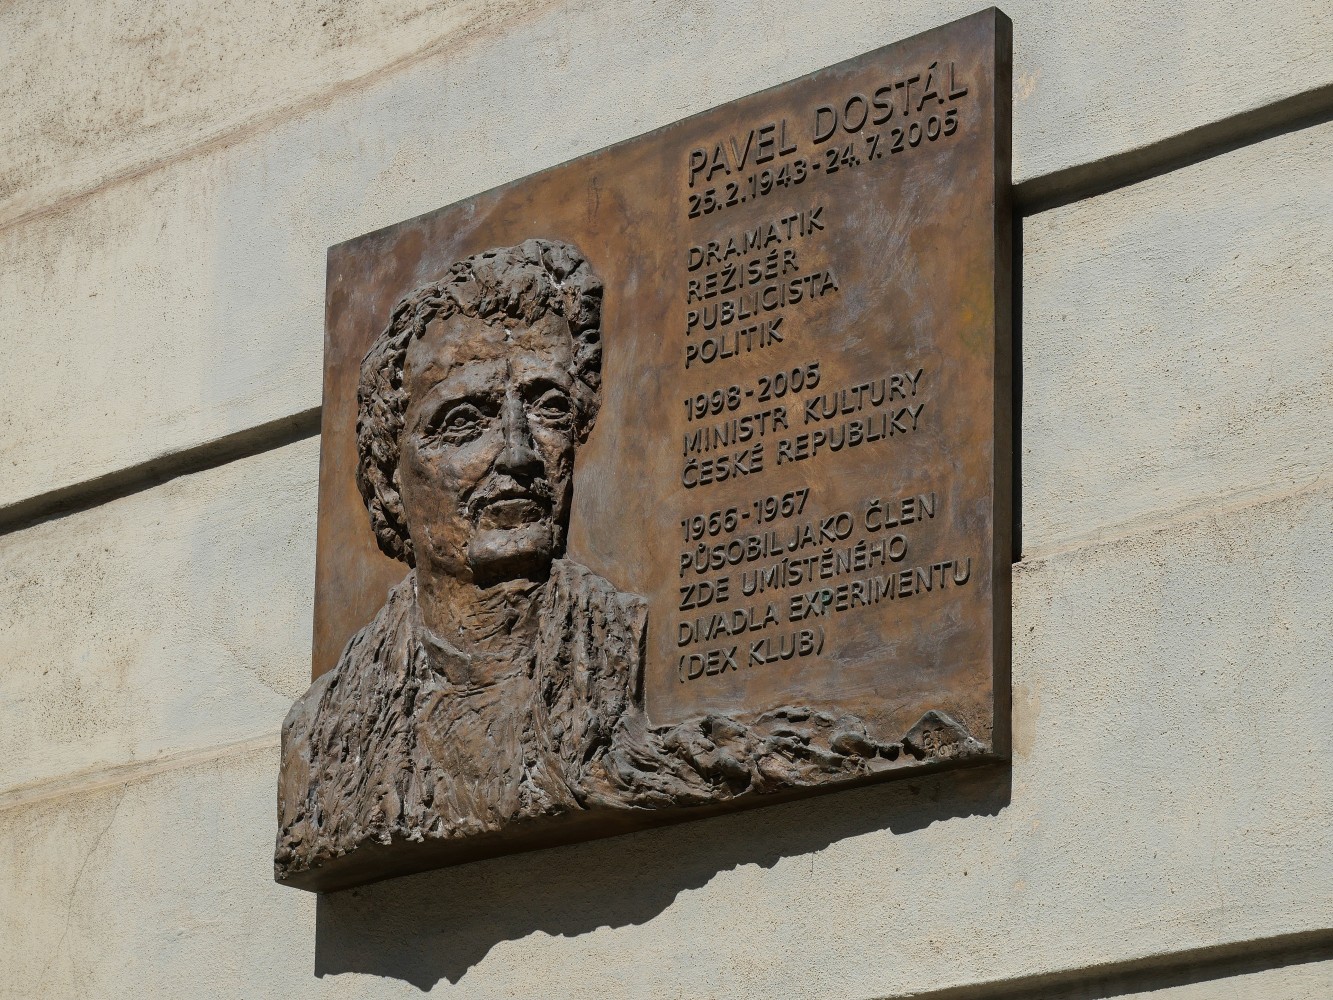 PAVEL DOSTÁL
25.2.1943-24.7.2005
DRAMATIK
REŽISÉR
PUBLICISTA
POLITIK
1998-2005
MINISTR KULTURY
ČESKÉ REPUBLIKY
1966-1967
PŮSOBIL JAKO ČLEN
ZDE UMÍSTĚNÉHO
DIVADLA EXPERIMENTU
(DEX KLUB)